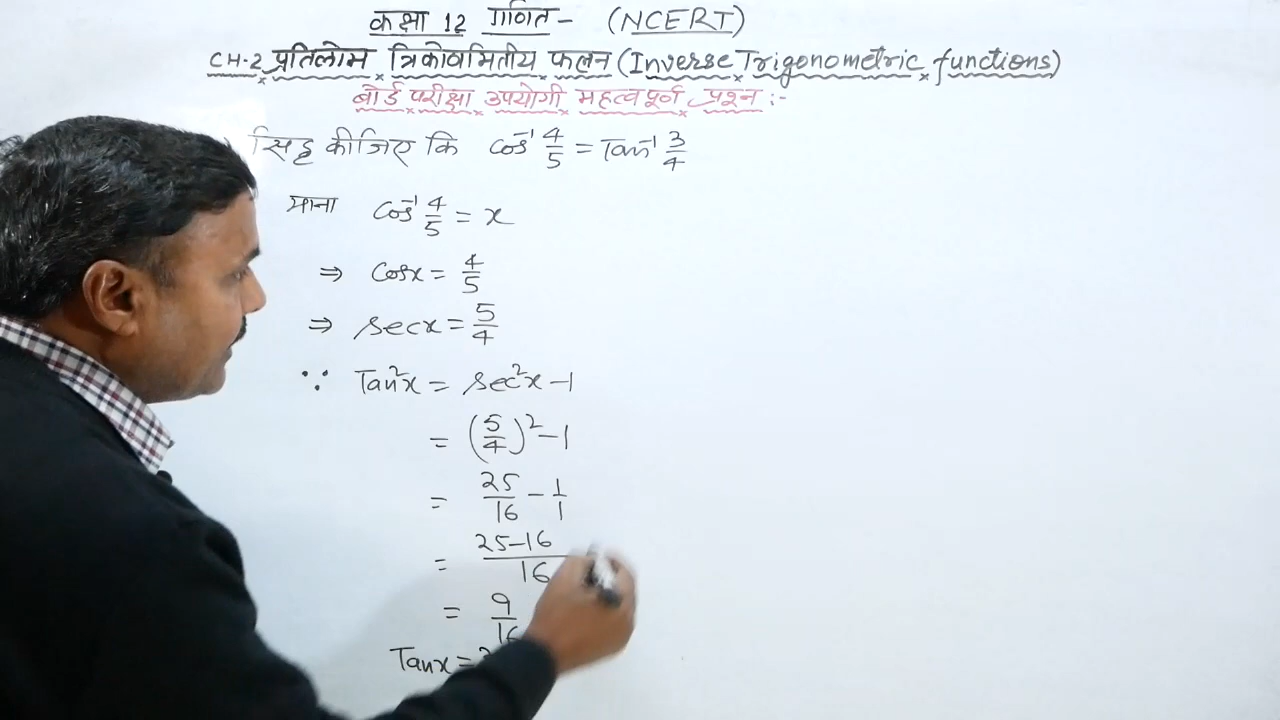 कक्षा 12 गणित - (NCERT)
CH-2 प्रतिलोम त्रिकोणमितीय फलन (Inverse Trigonometric functions)
बोर्ड परीक्षा उपयोगी महत्वपूर्ण प्रश्न :-
सिद्ध कीजिए कि cos⁻¹ 4/5 = Tan⁻¹ 3/4
माना cos⁻¹ 4/5 = x
⇒ cosx = 4/5
⇒ secx = 5/4
∵ Tan²x = sec²x - 1
= (5/4)² - 1
= 25/16 - 1/1
= 25-16/16
= 9/16
Tanx =